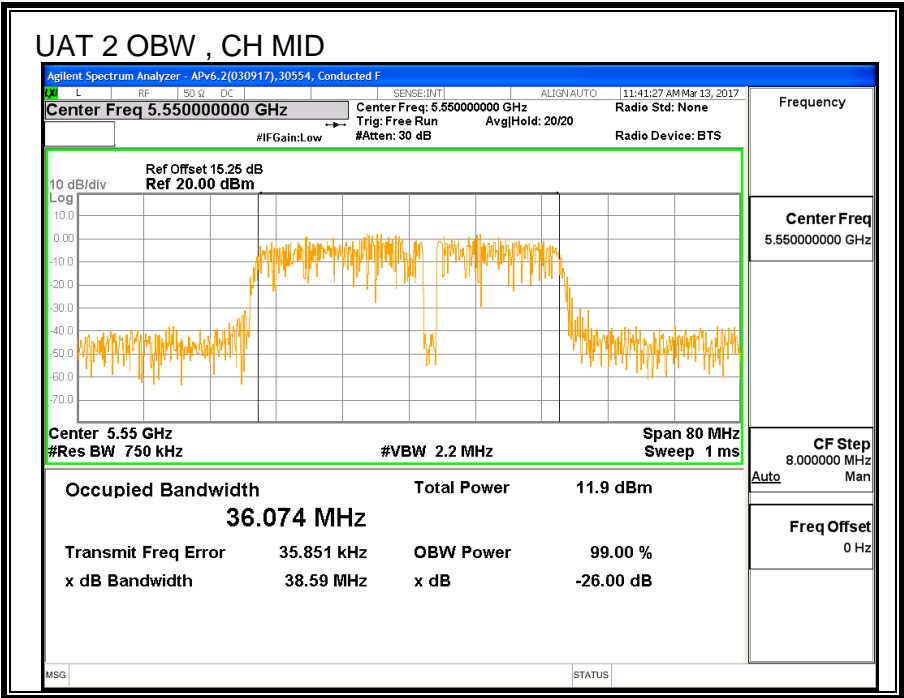 UAT 2 OBW , CH MID
Agilent Spectrum Analyzer - APv6.2(030917),30554, Conducted F
LXI L RF 50 Ω DC SENSE:INT ALIGN AUTO 11:41:27 AM Mar 13, 2017
Center Freq 5.550000000 GHz
Center Freq: 5.550000000 GHz Radio Std: None
Trig: Free Run Avg|Hold: 20/20
#IFGain:Low #Atten: 30 dB Radio Device: BTS
Ref Offset 15.25 dB
10 dB/div Ref 20.00 dBm
Log
10.0
0.00
-10.0
-20.0
-30.0
-40.0
-50.0
-60.0
-70.0
Center 5.55 GHz Span 80 MHz
#Res BW 750 kHz #VBW 2.2 MHz Sweep 1 ms
Occupied Bandwidth Total Power 11.9 dBm
36.074 MHz
Transmit Freq Error 35.851 kHz OBW Power 99.00 %
x dB Bandwidth 38.59 MHz x dB -26.00 dB
MSG STATUS
Frequency
Center Freq
5.550000000 GHz
CF Step
8.000000 MHz
Auto Man
Freq Offset
0 Hz